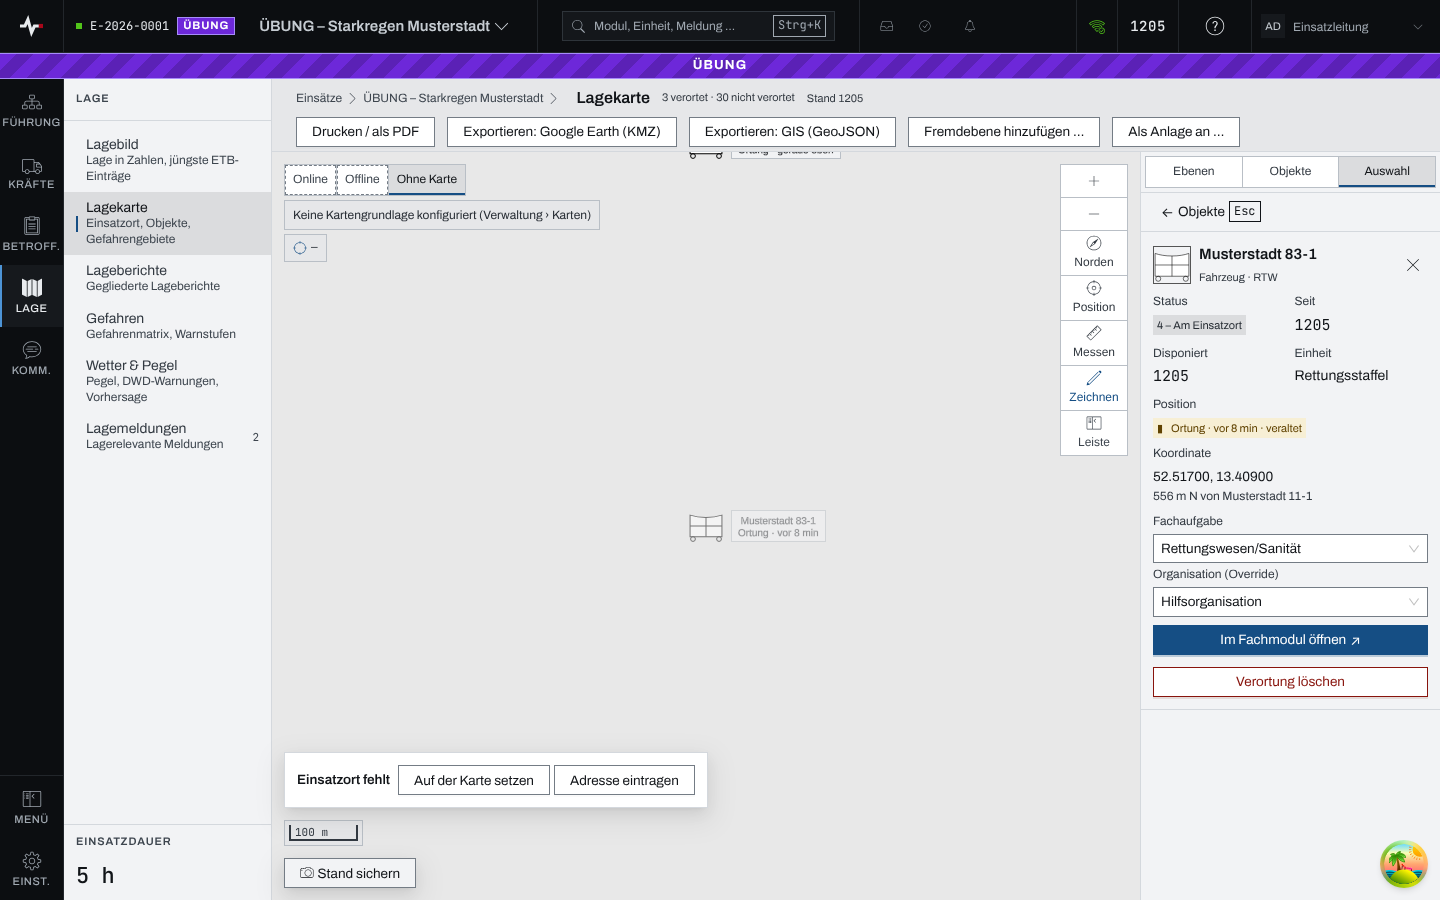 E-2026-0001 ÜBUNG
ÜBUNG – Starkregen Musterstadt
Modul, Einheit, Meldung ... Strg+K
1205
AD Einsatzleitung
ÜBUNG
FÜHRUNG
KRÄFTE
BETROFF.
LAGE
KOMM.
MENÜ
EINST.
LAGE
Lagebild
Lage in Zahlen, jüngste ETB-
Einträge
Lagekarte
Einsatzort, Objekte,
Gefahrengebiete
Lageberichte
Gegliederte Lageberichte
Gefahren
Gefahrenmatrix, Warnstufen
Wetter & Pegel
Pegel, DWD-Warnungen,
Vorhersage
Lagemeldungen
Lagerelevante Meldungen 2
EINSATZDAUER
5 h
Einsätze > ÜBUNG – Starkregen Musterstadt > Lagekarte 3 verortet · 30 nicht verortet Stand 1205
Drucken / als PDF
Exportieren: Google Earth (KMZ)
Exportieren: GIS (GeoJSON)
Fremdebene hinzufügen ...
Als Anlage an ...
Ortung · gerade eben
Online Offline Ohne Karte
Keine Kartengrundlage konfiguriert (Verwaltung › Karten)
–
+
–
Norden
Position
Messen
Zeichnen
Leiste
Musterstadt 83-1
Ortung · vor 8 min
Einsatzort fehlt Auf der Karte setzen Adresse eintragen
100 m
Stand sichern
Ebenen Objekte Auswahl
← Objekte Esc
Musterstadt 83-1
Fahrzeug · RTW
Status Seit
4 – Am Einsatzort 1205
Disponiert Einheit
1205 Rettungsstaffel
Position
Ortung · vor 8 min · veraltet
Koordinate
52.51700, 13.40900
556 m N von Musterstadt 11-1
Fachaufgabe
Rettungswesen/Sanität
Organisation (Override)
Hilfsorganisation
Im Fachmodul öffnen ↗
Verortung löschen